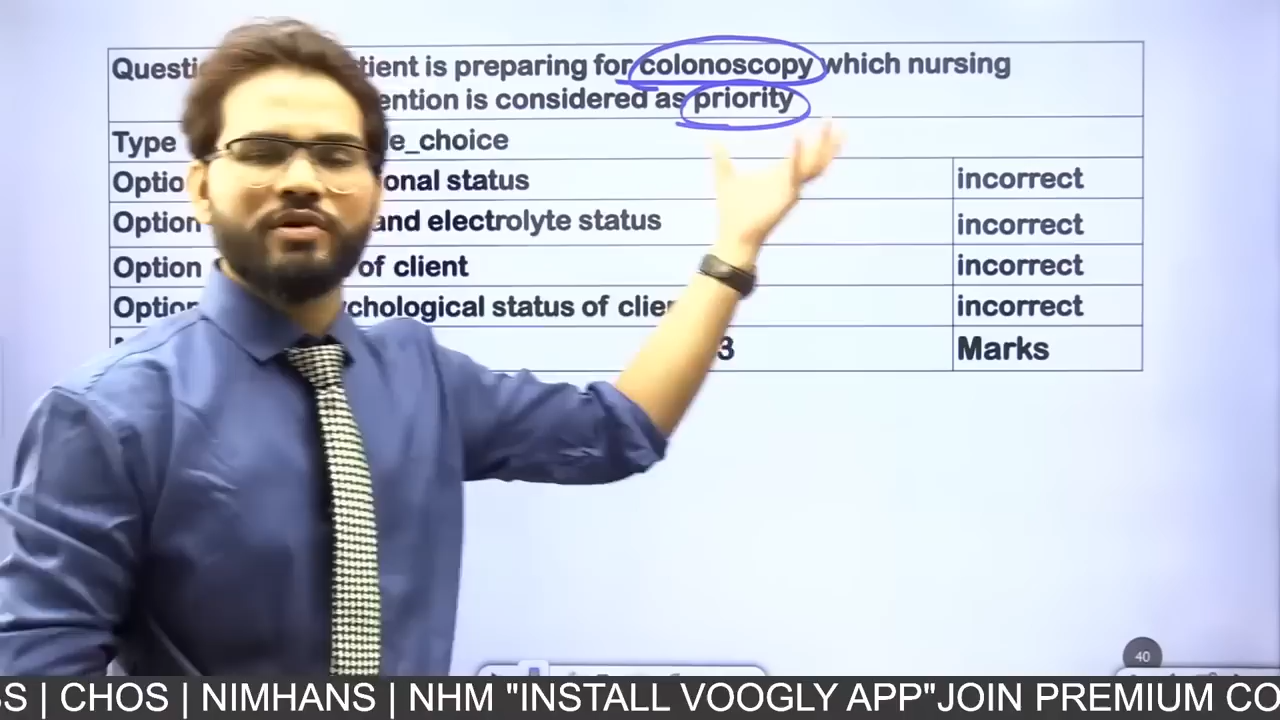 tient is preparing for colonoscopy which nursing
ention is considered as priority
Type e_choice
Optio onal status incorrect
Option and electrolyte status incorrect
Option of client incorrect
Option chological status of clie incorrect
3 Marks
40
SS | CHOS | NIMHANS | NHM "INSTALL VOOGLY APP"JOIN PREMIUM CO